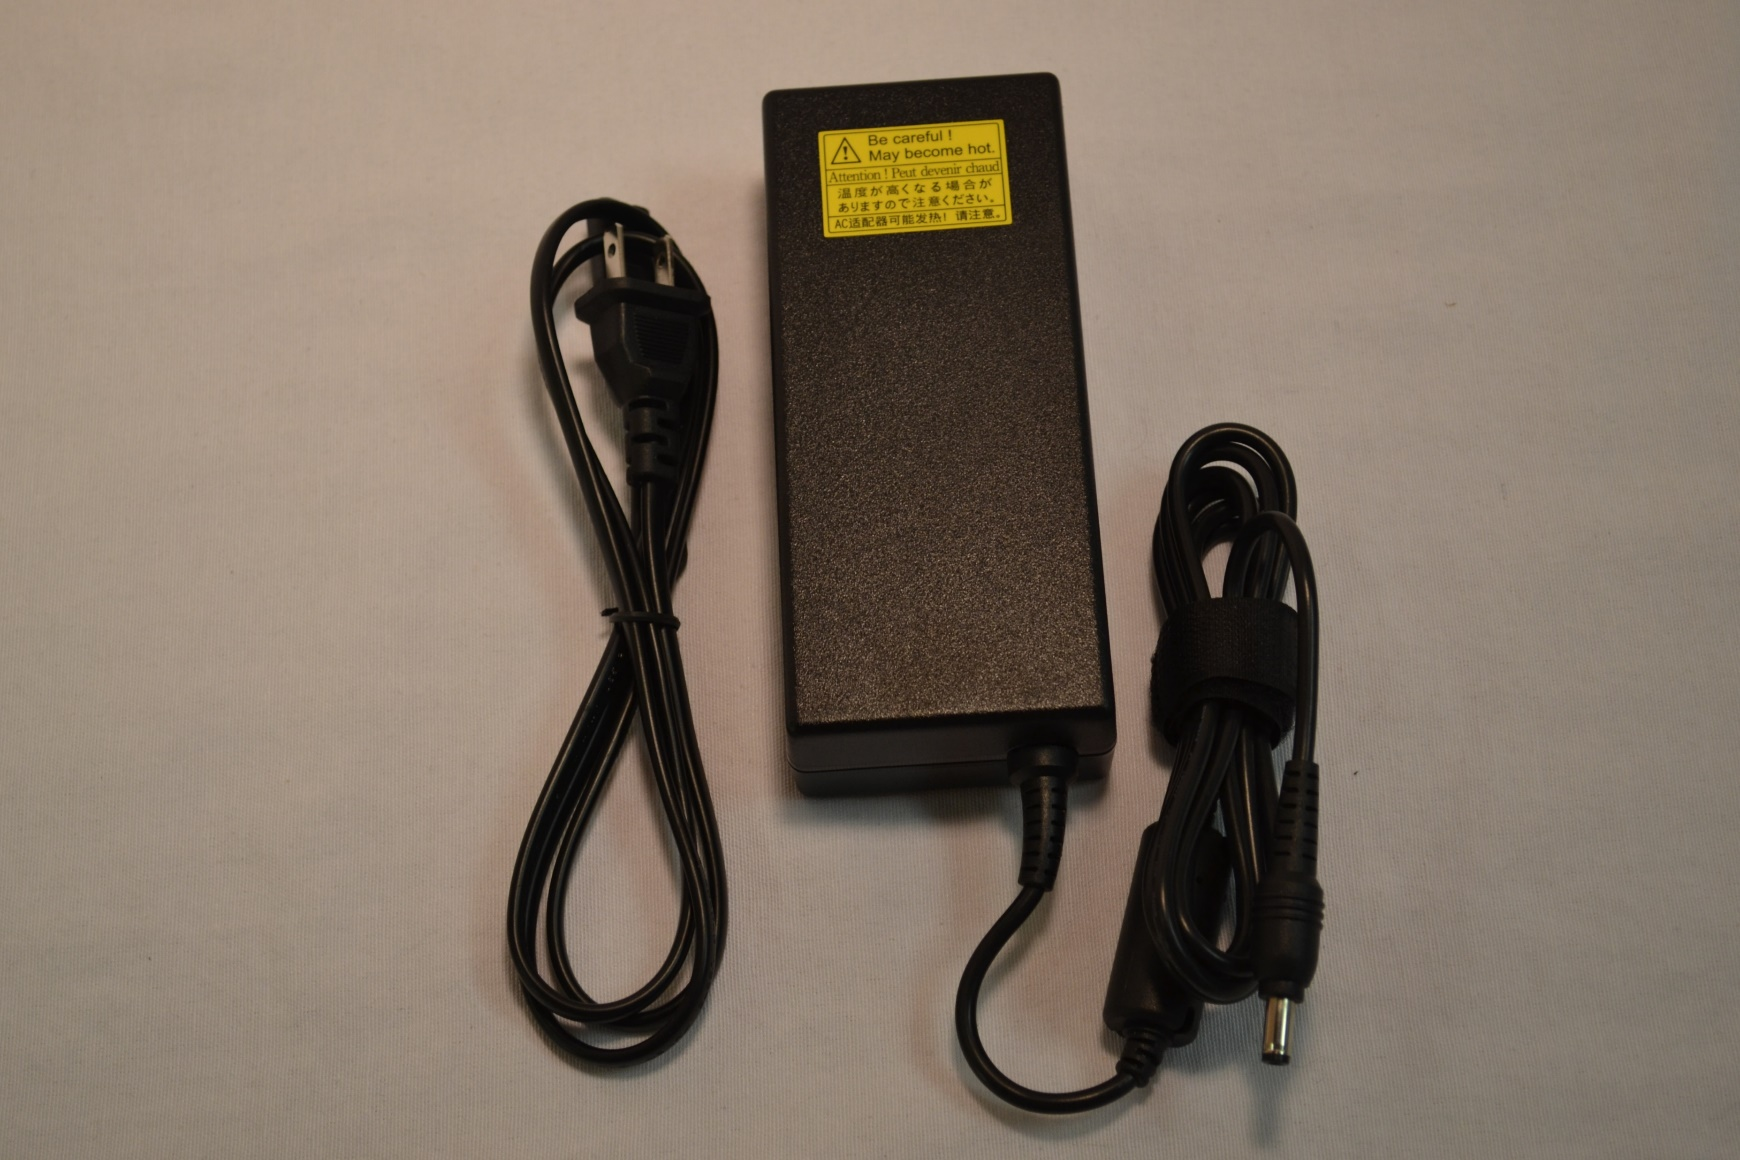 Be careful !
May become hot.
Attention ! Peut devenir chaud
温度が高くなる場合が
ありますので注意ください。
AC适配器可能发热! 请注意。